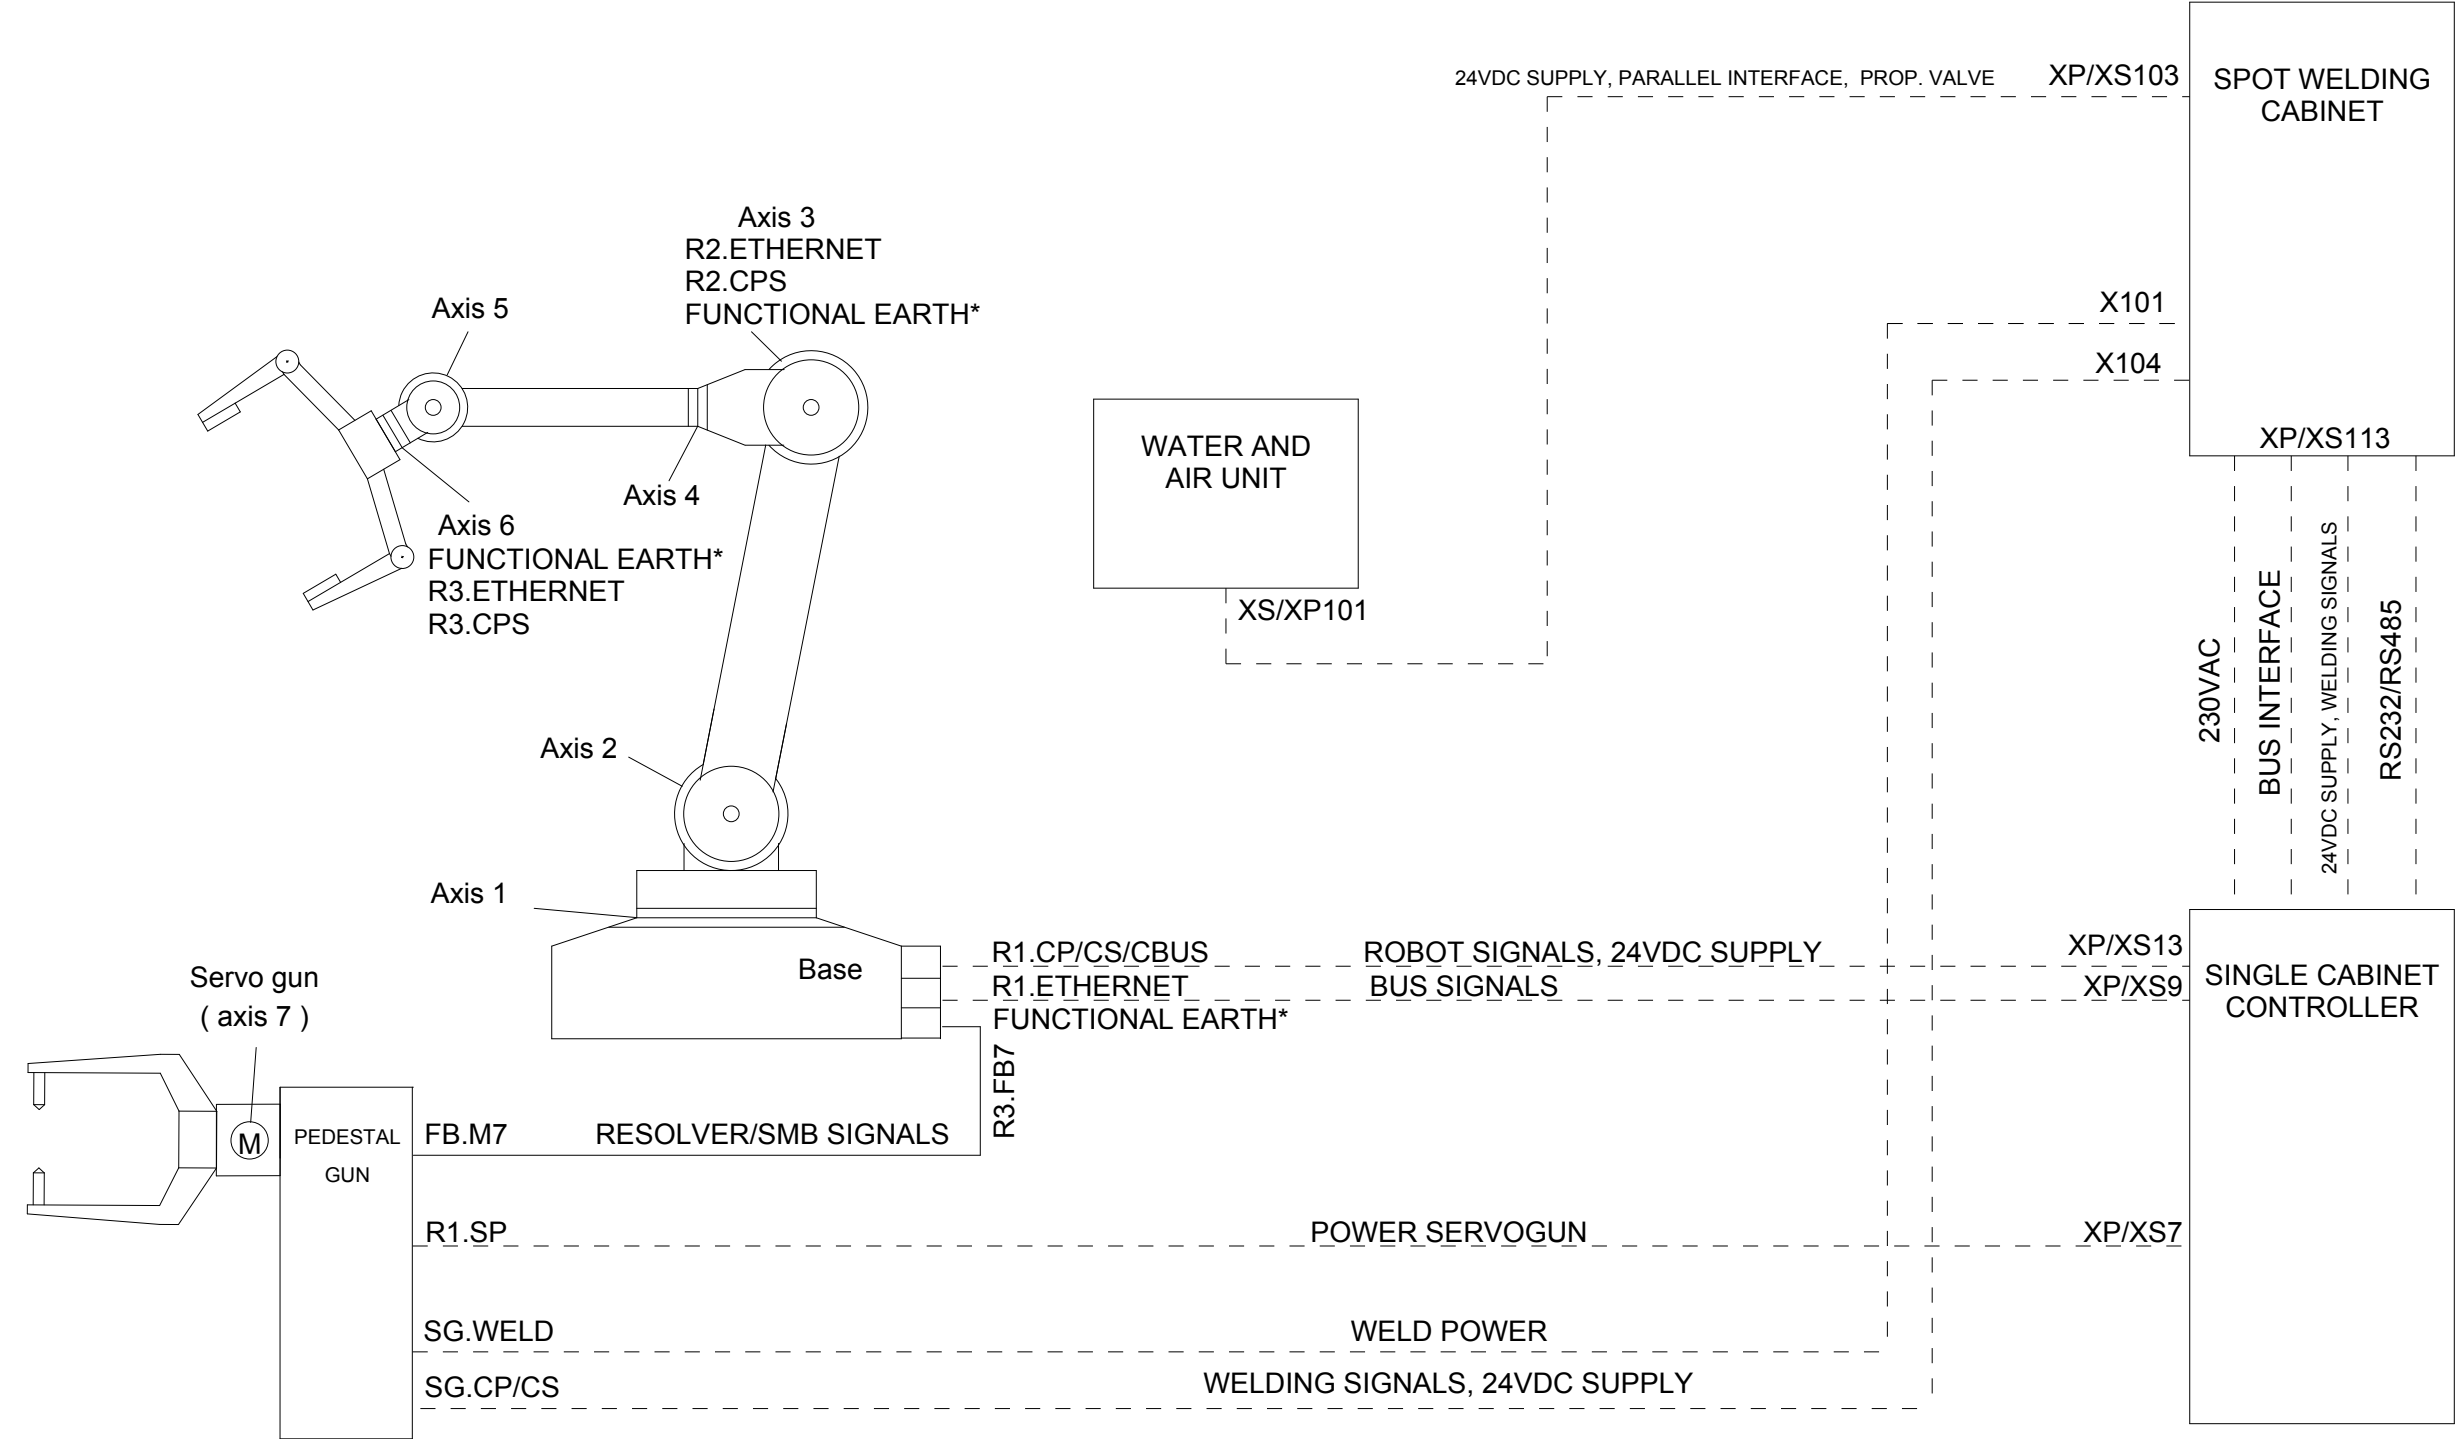 24VDC SUPPLY, PARALLEL INTERFACE, PROP. VALVE
XP/XS103
SPOT WELDING
CABINET
Axis 3
R2.ETHERNET
R2.CPS
FUNCTIONAL EARTH*
Axis 5
X101
X104
XP/XS113
WATER AND
AIR UNIT
XS/XP101
Axis 4
Axis 6
FUNCTIONAL EARTH*
R3.ETHERNET
R3.CPS
230VAC
BUS INTERFACE
24VDC SUPPLY, WELDING SIGNALS
RS232/RS485
Axis 2
Axis 1
Base
R1.CP/CS/CBUS
ROBOT SIGNALS, 24VDC SUPPLY
XP/XS13
R1.ETHERNET
BUS SIGNALS
XP/XS9
FUNCTIONAL EARTH*
SINGLE CABINET
CONTROLLER
Servo gun
( axis 7 )
R3.FB7
M
PEDESTAL
GUN
FB.M7
RESOLVER/SMB SIGNALS
R1.SP
POWER SERVOGUN
XP/XS7
SG.WELD
WELD POWER
SG.CP/CS
WELDING SIGNALS, 24VDC SUPPLY